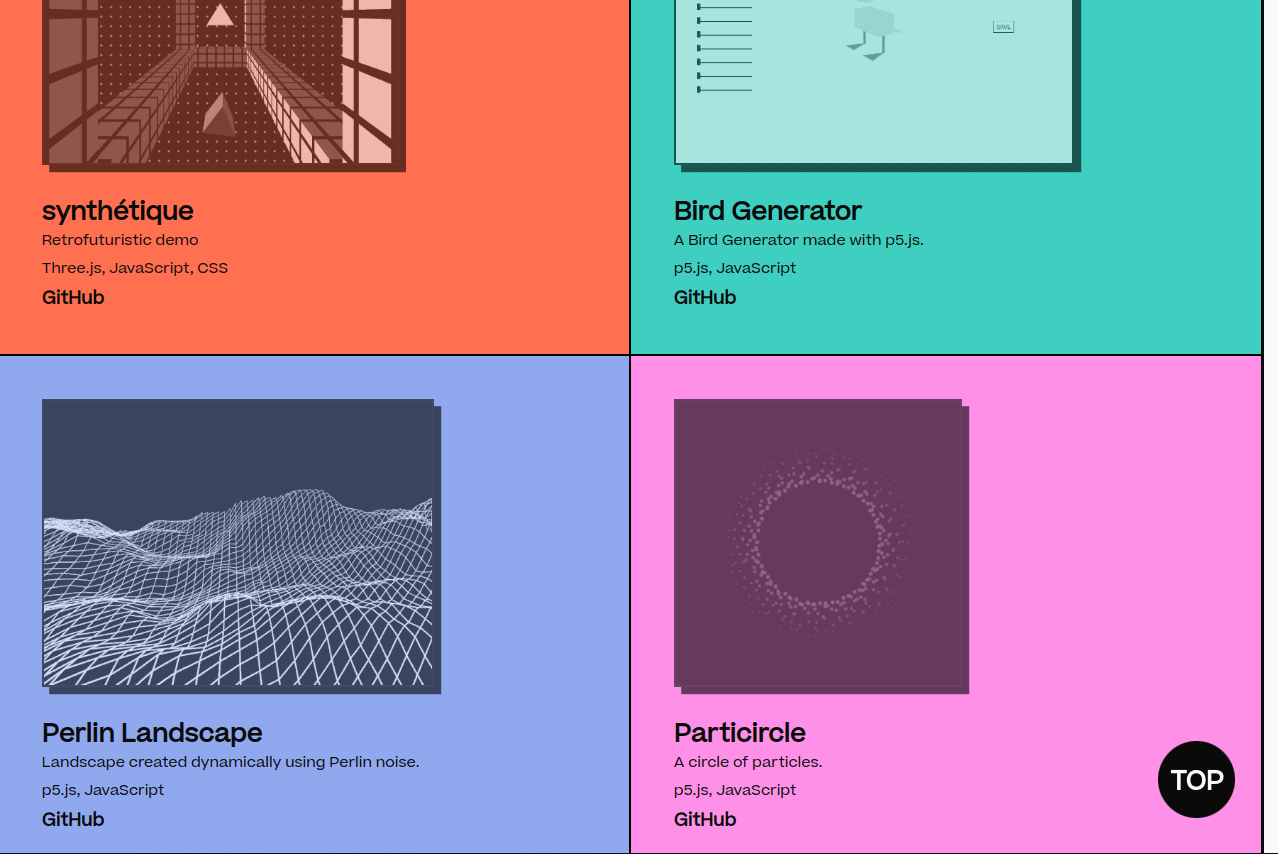 SAVE
synthétique
Retrofuturistic demo
Three.js, JavaScript, CSS
GitHub
Bird Generator
A Bird Generator made with p5.js.
p5.js, JavaScript
GitHub
Perlin Landscape
Landscape created dynamically using Perlin noise.
p5.js, JavaScript
GitHub
Particircle
A circle of particles.
p5.js, JavaScript
GitHub
TOP